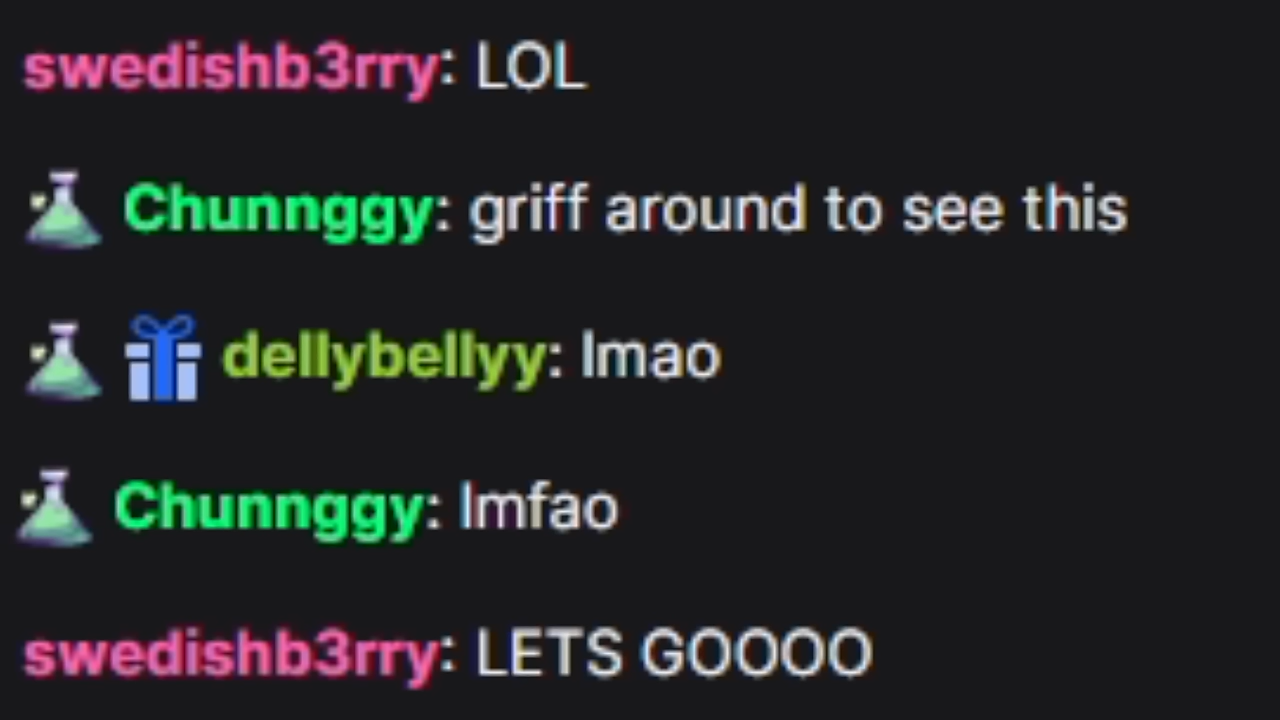 swedishb3rry: LOL
Chunnggy: griff around to see this
dellybellyy: lmao
Chunnggy: lmfao
swedishb3rry: LETS GOOOO